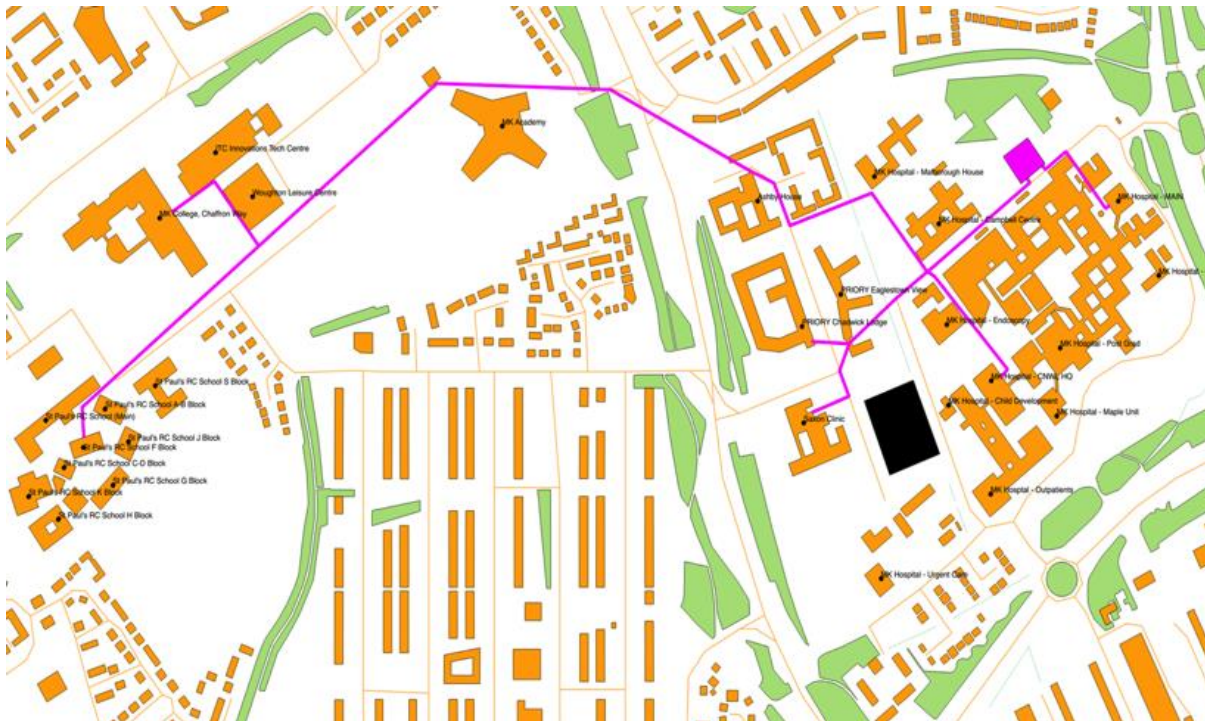 MK Academy
ITC Innovations Tech Centre
MK Hospital - Marlborough House
Woughton Leisure Centre
Ashby House
MK Hospital - MAIN
MK College, Chaffron Way
MK Hospital - Campbell Centre
MK Hospital -
PRIORY Eaglestown View
PRIORY Chadwick Lodge
MK Hospital - Endoscopy
MK Hospital - Post Grad
MK Hospital - CNWL HQ
St Paul's RC School S Block
MK Hospital - Child Development
St Paul's RC School A-B Block
MK Hospital - Maple Unit
St Paul's RC School (Main)
Clinic
St Paul's RC School J Block
St Paul's RC School F Block
St Paul's RC School C-D Block
St Paul's RC School G Block
St Paul's RC School K Block
MK Hosptal - Outpatients
St Paul's RC School H Block
MK Hospital - Urgent Care